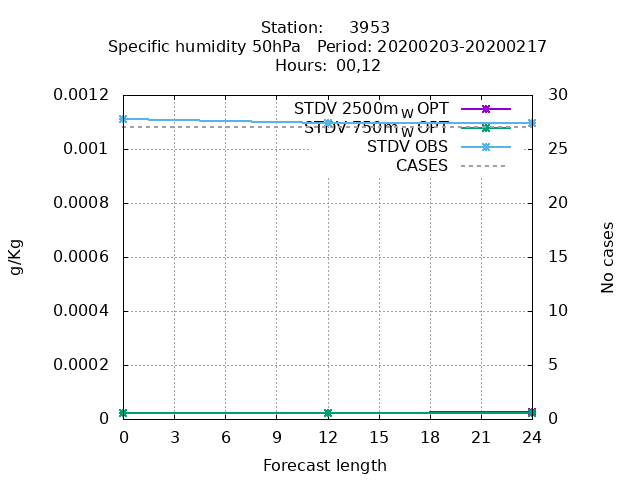 Station: 3953
Specific humidity 50hPa Period: 20200203-20200217
Hours: 00,12
STDV 2500m W OPT
STDV 750m W OPT
STDV OBS
CASES
0.0012
0.001
0.0008
0.0006
0.0004
0.0002
0
30
25
20
15
10
5
0
g/Kg
No cases
0 3 6 9 12 15 18 21 24
Forecast length